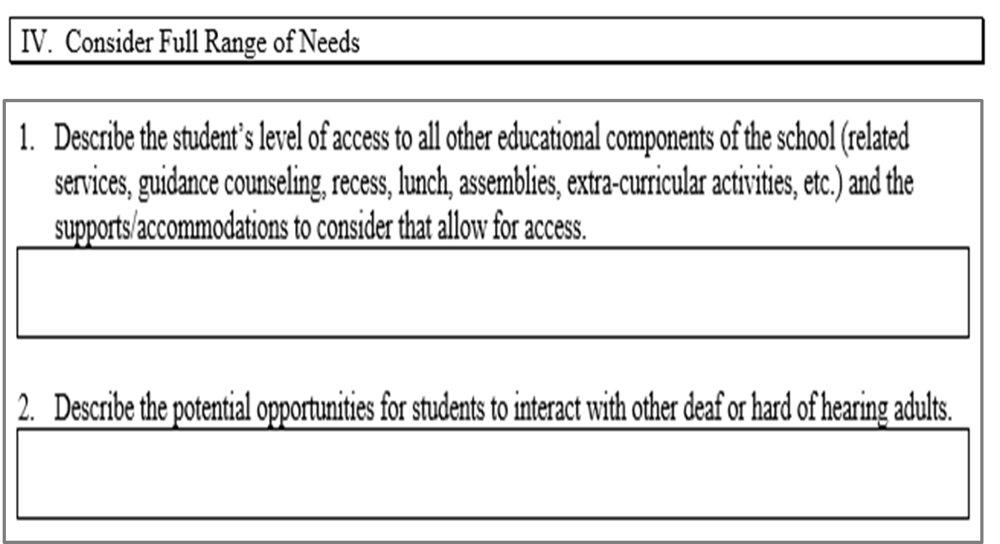 IV. Consider Full Range of Needs
1. Describe the student’s level of access to all other educational components of the school (related
services, guidance counseling, recess, lunch, assemblies, extra-curricular activities, etc.) and the
supports/accommodations to consider that allow for access.
2. Describe the potential opportunities for students to interact with other deaf or hard of hearing adults.